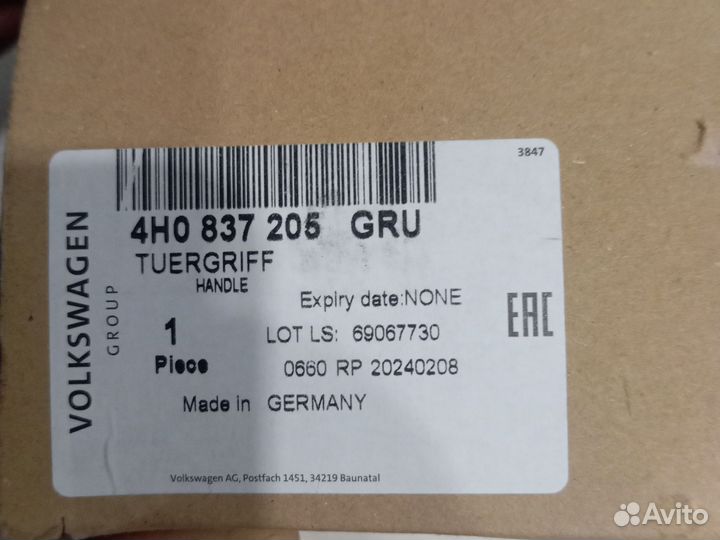 3847
4H0 837 205 GRU
TUERGRIFF
HANDLE
Expiry date:NONE
1
Piece
LOT LS: 69067730
0660 RP 20240208
Made in GERMANY
VOLKSWAGEN
GROUP
EAC
Volkswagen AG, Postfach 1451, 34219 Baunatal
Avito